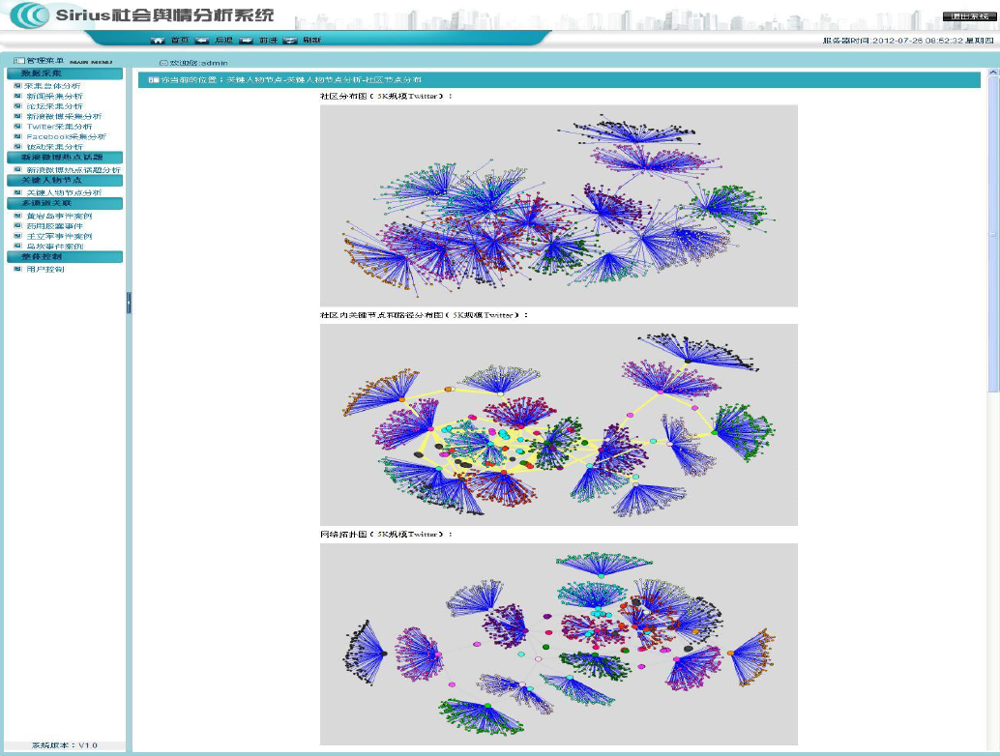 Sirius社会舆情分析系统
退出系统
首页 后退 前进 刷新
服务器时间:2012-07-26 09:52:32 星期四
管理菜单 MAIN MENU
欢迎您:admin
数据采集
采集总体分析
新闻采集分析
论坛采集分析
新浪微博采集分析
Twitter采集分析
Facebook采集分析
被动采集分析
新浪微博热点话题
新浪微博热点话题分析
关键人物节点
关键人物节点分析
多通道关联
黄岩岛事件案例
药用胶囊事件
王立军事件案例
乌坎事件案例
整体控制
用户控制
系统版本：V1.0
你当前的位置：关键人物节点-关键人物节点分析-社区节点分布
社区分布图（5K规模Twitter）：
社区内关键节点和路径分布图（5K规模Twitter）：
网络拓扑图（5K规模Twitter）：